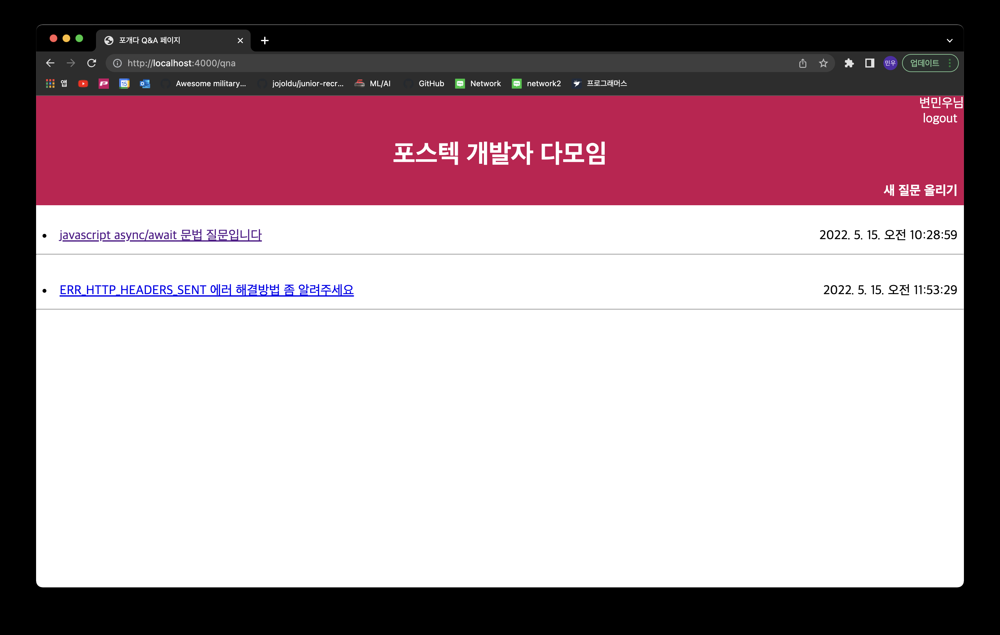 포개다 Q&A 페이지
http://localhost:4000/qna
민우
업데이트
앱
15
Awesome military...
jojoldu/junior-recr...
ML/AI
GitHub
Network
network2
프로그래머스
변민우님
logout
포스텍 개발자 다모임
새 질문 올리기
javascript async/await 문법 질문입니다 2022. 5. 15. 오전 10:28:59
ERR_HTTP_HEADERS_SENT 에러 해결방법 좀 알려주세요 2022. 5. 15. 오전 11:53:29